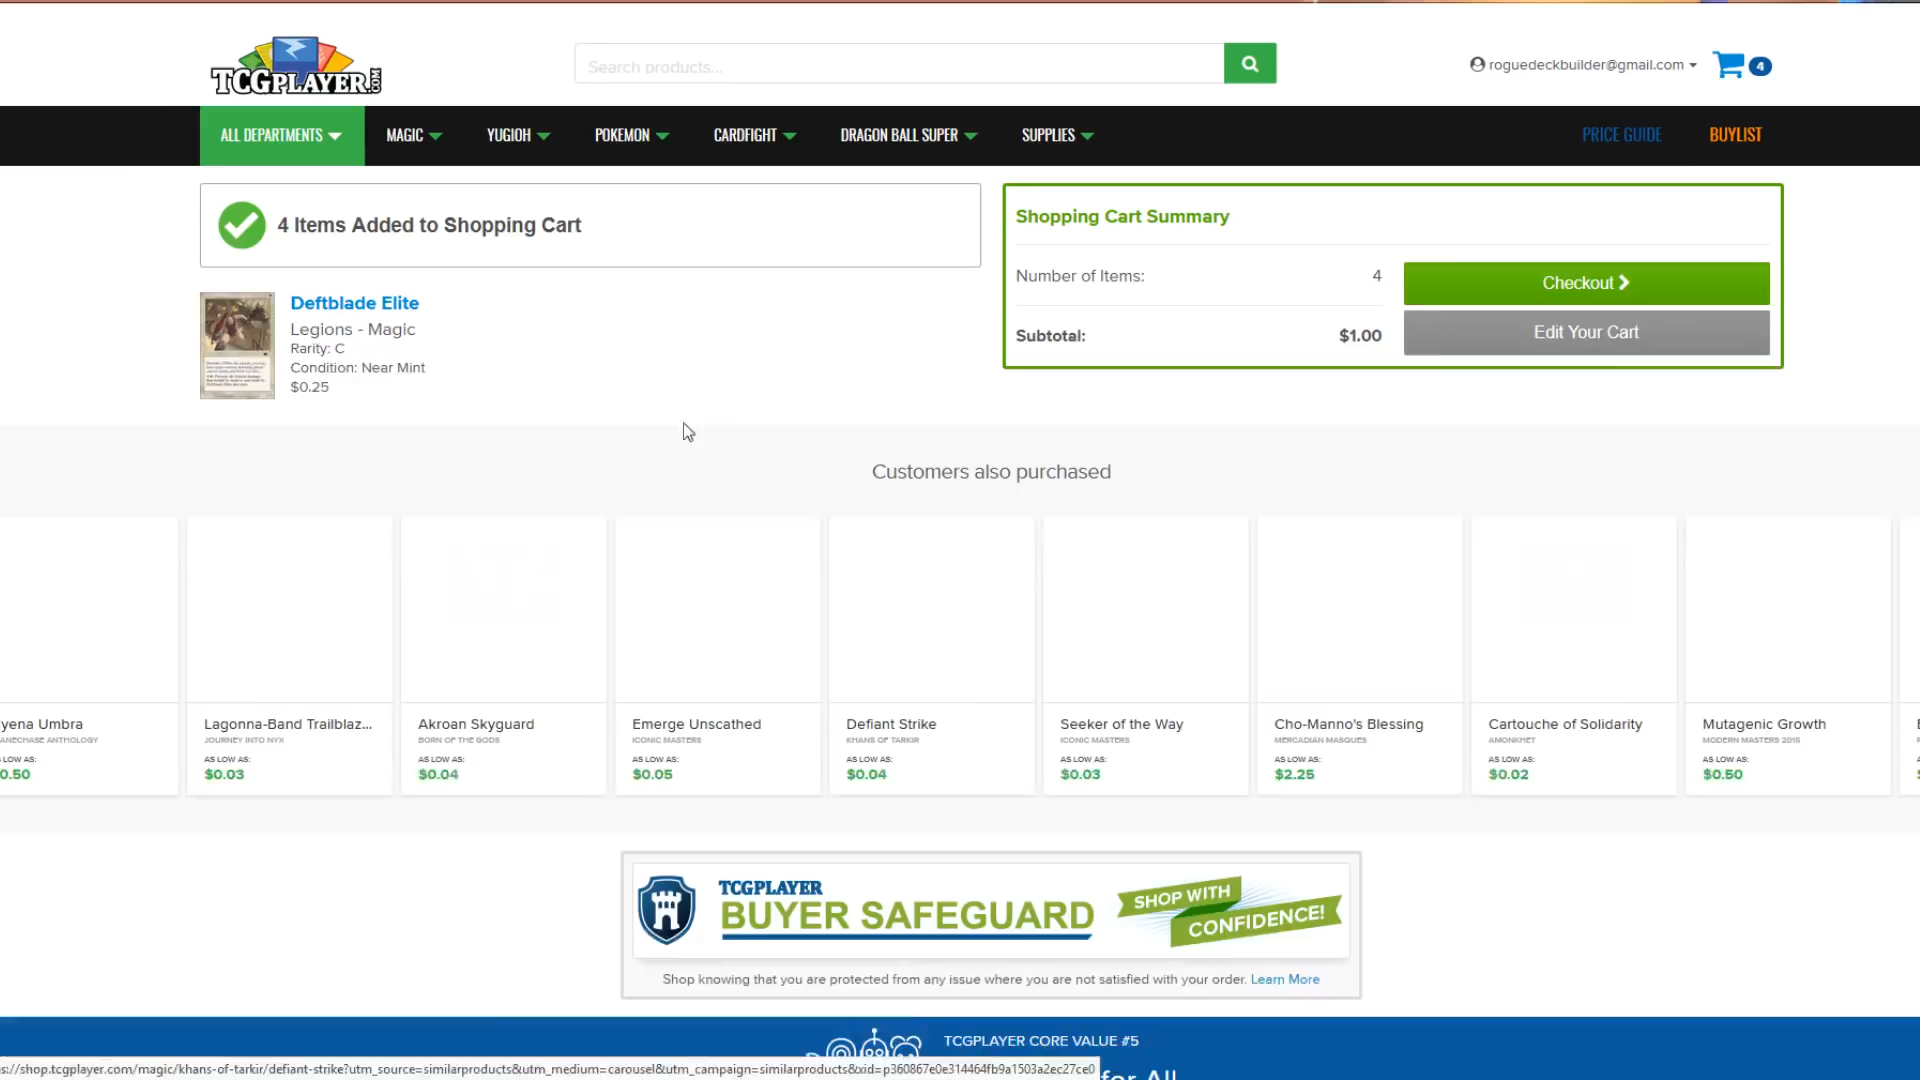 TCGPLAYER.COM
Search products...
roguedeckbuilder@gmail.com
4
ALL DEPARTMENTS
MAGIC
YUGIOH
POKEMON
CARDFIGHT
DRAGON BALL SUPER
SUPPLIES
PRICE GUIDE
BUYLIST
4 Items Added to Shopping Cart
Deftblade Elite
Legions - Magic
Rarity: C
Condition: Near Mint
$0.25
Shopping Cart Summary
Number of Items: 4
Subtotal: $1.00
Checkout
Edit Your Cart
Customers also purchased
yena Umbra
ANECHASE ANTHOLOGY
LOW AS:
0.50
Lagonna-Band Trailblaz...
JOURNEY INTO NYX
AS LOW AS:
$0.03
Akroan Skyguard
BORN OF THE GODS
AS LOW AS:
$0.04
Emerge Unscathed
ICONIC MASTERS
AS LOW AS:
$0.05
Defiant Strike
KHANS OF TARKIR
AS LOW AS:
$0.04
Seeker of the Way
ICONIC MASTERS
AS LOW AS:
$0.03
Cho-Manno's Blessing
MERCADIAN MASQUES
AS LOW AS:
$2.25
Cartouche of Solidarity
AMONKHET
AS LOW AS:
$0.02
Mutagenic Growth
MODERN MASTERS 2015
AS LOW AS:
$0.50
TCGPLAYER
BUYER SAFEGUARD
SHOP WITH
CONFIDENCE!
Shop knowing that you are protected from any issue where you are not satisfied with your order. Learn More
TCGPLAYER CORE VALUE #5
for All
s://shop.tcgplayer.com/magic/khans-of-tarkir/defiant-strike?utm_source=similarproducts&utm_medium=carousel&utm_campaign=similarproducts&xid=p360867e0e314464fb9a1503a2ec27ce0